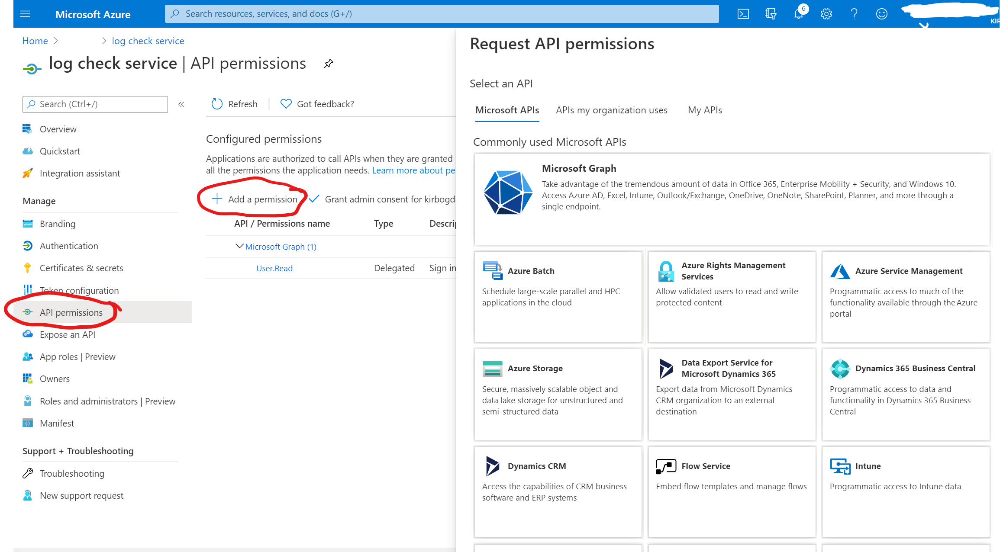 Microsoft Azure
Search resources, services, and docs (G+/)
6
KIR
Home > > log check service
log check service | API permissions
Search (Ctrl+/)
«
Overview
Quickstart
Integration assistant
Manage
Branding
Authentication
Certificates & secrets
Token configuration
API permissions
Expose an API
App roles | Preview
Owners
Roles and administrators | Preview
Manifest
Support + Troubleshooting
Troubleshooting
New support request
Refresh
Got feedback?
Configured permissions
Applications are authorized to call APIs when they are granted
all the permissions the application needs. Learn more about pe
Add a permission
Grant admin consent for kirbogd
API / Permissions name Type Descrip
Microsoft Graph (1)
User.Read Delegated Sign in
Request API permissions
Select an API
Microsoft APIs APIs my organization uses My APIs
Commonly used Microsoft APIs
Microsoft Graph
Take advantage of the tremendous amount of data in Office 365, Enterprise Mobility + Security, and Windows 10.
Access Azure AD, Excel, Intune, Outlook/Exchange, OneDrive, OneNote, SharePoint, Planner, and more through a
single endpoint.
Azure Batch
Schedule large-scale parallel and HPC
applications in the cloud
Azure Rights Management
Services
Allow validated users to read and write
protected content
Azure Service Management
Programmatic access to much of the
functionality available through the Azure
portal
Azure Storage
Secure, massively scalable object and
data lake storage for unstructured and
semi-structured data
Data Export Service for
Microsoft Dynamics 365
Export data from Microsoft Dynamics
CRM organization to an external
destination
Dynamics 365 Business Central
Programmatic access to data and
functionality in Dynamics 365 Business
Central
Dynamics CRM
Access the capabilities of CRM business
software and ERP systems
Flow Service
Embed flow templates and manage flows
Intune
Programmatic access to Intune data